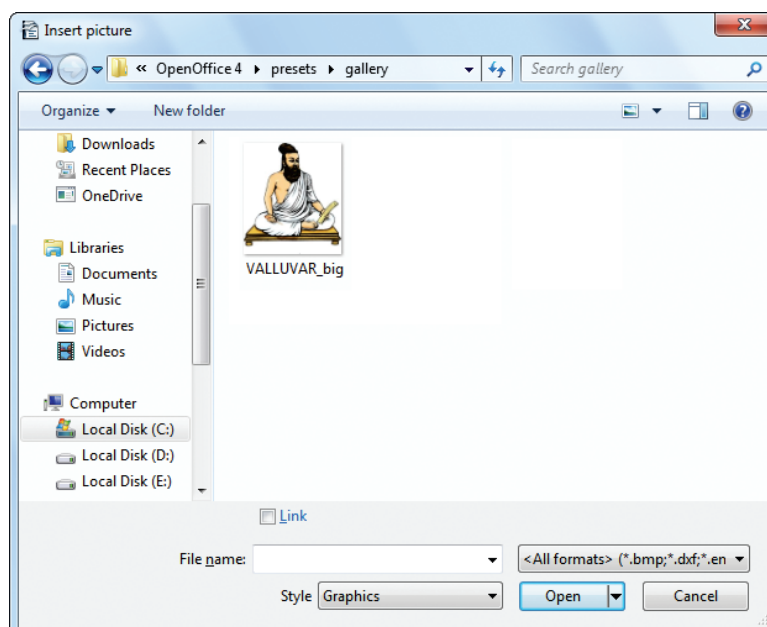 Insert picture
« OpenOffice 4 ▸ presets ▸ gallery
Search gallery
Organize
New folder
Downloads
Recent Places
OneDrive
Libraries
Documents
Music
Pictures
Videos
Computer
Local Disk (C:)
Local Disk (D:)
Local Disk (E:)
VALLUVAR_big
Link
File name:
<All formats> (*.bmp;*.dxf;*.en
Style
Graphics
Open
Cancel